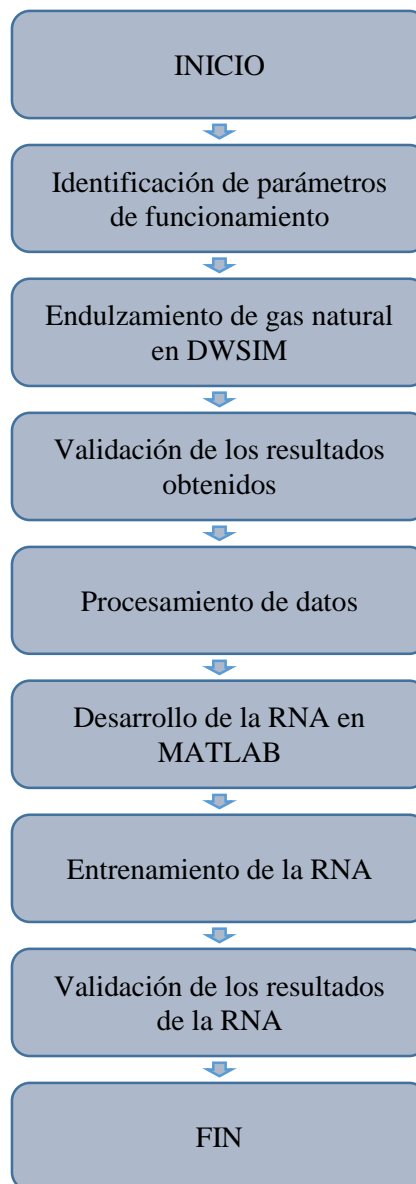 INICIO
Identificación de parámetros
de funcionamiento
Endulzamiento de gas natural
en DWSIM
Validación de los resultados
obtenidos
Procesamiento de datos
Desarrollo de la RNA en
MATLAB
Entrenamiento de la RNA
Validación de los resultados
de la RNA
FIN